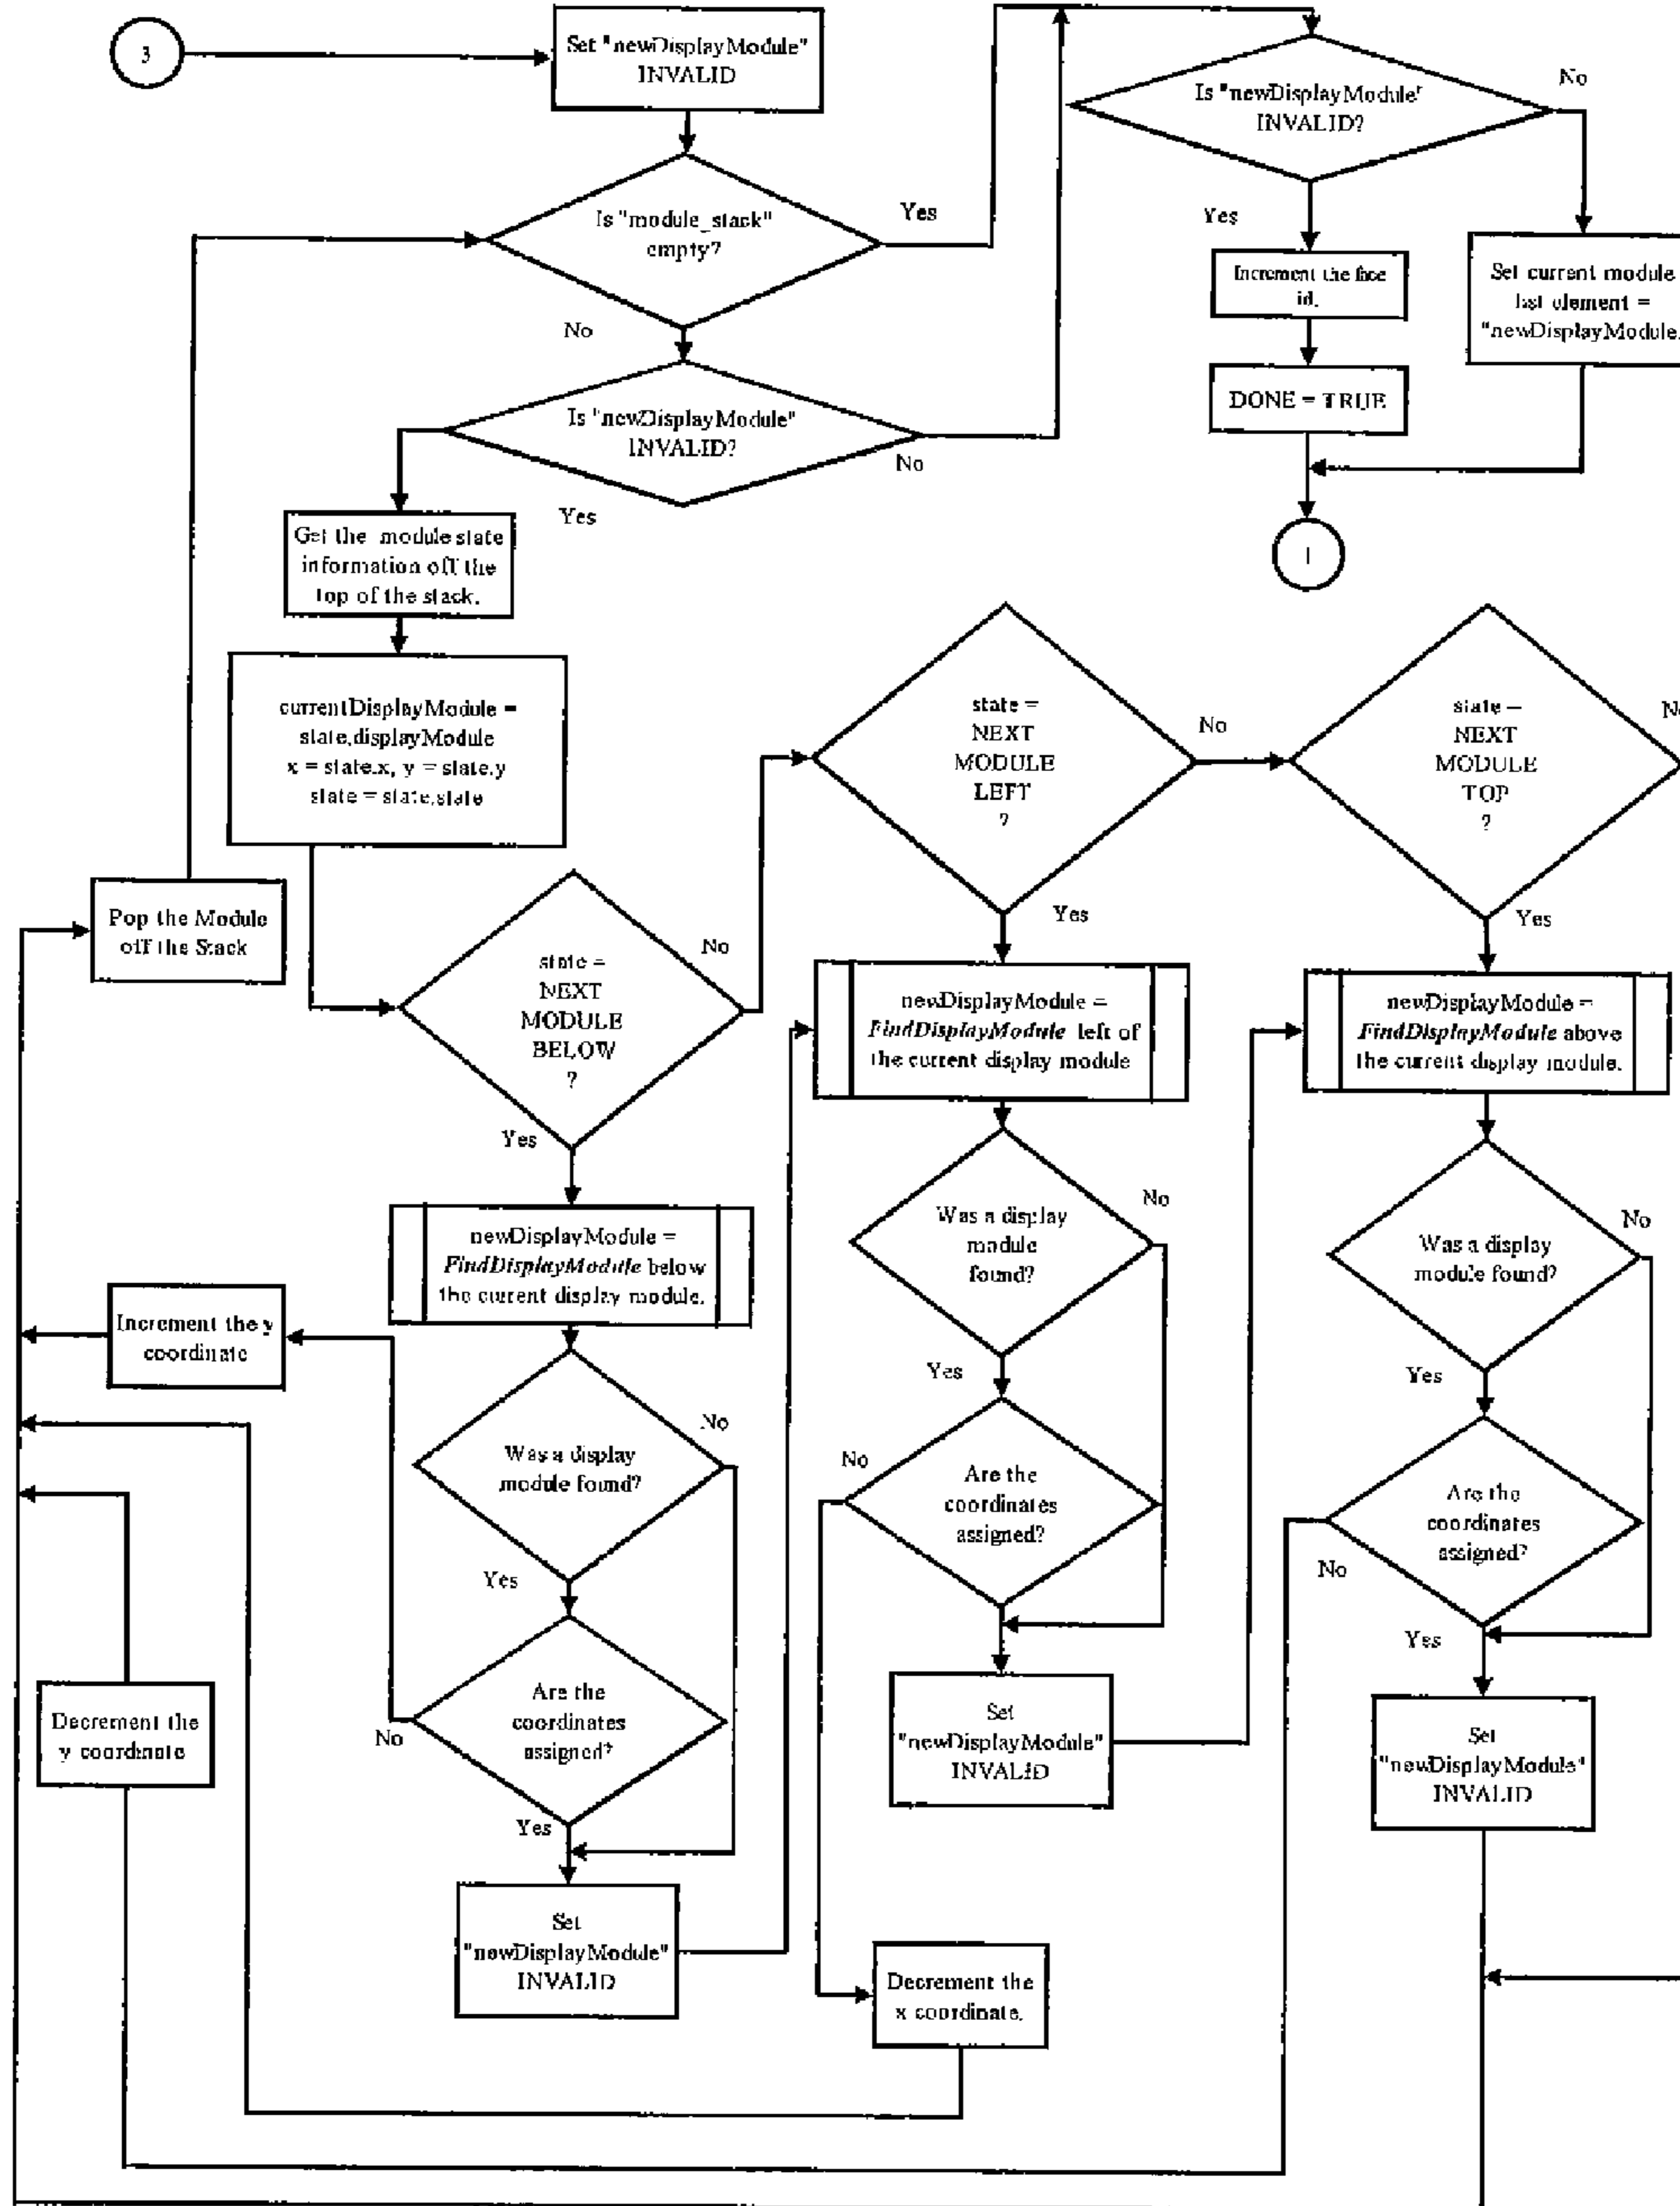 3
Set "newDisplayModule"
INVALID
Is "module_stack"
empty?
Yes
No
Is "newDisplayModule"
INVALID?
No
Yes
Is "newDisplayModule"
INVALID?
No
Yes
Increment the face
id.
DONE = TRUE
Set current module
list element =
"newDisplayModule.
1
Get the module state
information off the
top of the stack.
currentDisplayModule =
state.displayModule
x = state.x, y = state.y
state = state.state
Pop the Module
off the Stack
state =
NEXT
MODULE
BELOW
?
No
Yes
state =
NEXT
MODULE
LEFT
?
No
Yes
state =
NEXT
MODULE
TOP
?
No
Yes
newDisplayModule =
FindDisplayModule below
the current display module.
Was a display
module found?
No
Yes
Are the
coordinates
assigned?
No
Yes
Set
"newDisplayModule"
INVALID
Increment the y
coordinate
Decrement the
y coordinate
newDisplayModule =
FindDisplayModule left of
the current display module
Was a display
module
found?
No
Yes
Are the
coordinates
assigned?
No
Set
"newDisplayModule"
INVALID
Decrement the
x coordinate.
newDisplayModule =
FindDisplayModule above
the current display module.
Was a display
module found?
No
Yes
Are the
coordinates
assigned?
No
Yes
Set
"newDisplayModule"
INVALID